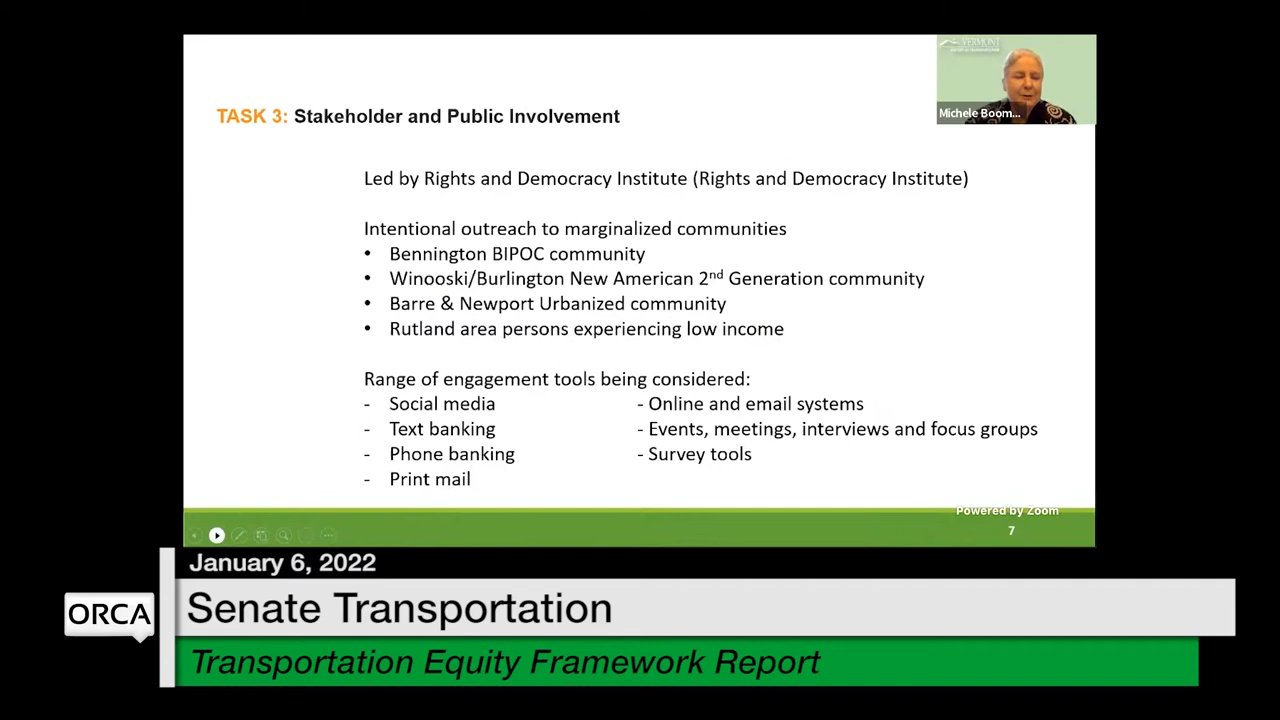 VERMONT
Michele Boom...
TASK 3: Stakeholder and Public Involvement
Led by Rights and Democracy Institute (Rights and Democracy Institute)
Intentional outreach to marginalized communities
• Bennington BIPOC community
• Winooski/Burlington New American 2nd Generation community
• Barre & Newport Urbanized community
• Rutland area persons experiencing low income
Range of engagement tools being considered:
- Social media
- Text banking
- Phone banking
- Print mail
- Online and email systems
- Events, meetings, interviews and focus groups
- Survey tools
Powered by Zoom
7
January 6, 2022
ORCA
Senate Transportation
Transportation Equity Framework Report